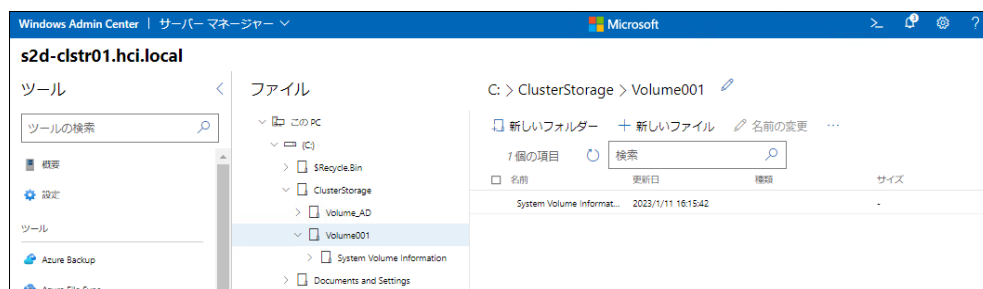 Windows Admin Center | サーバー マネージャー
Microsoft
s2d-clstr01.hci.local
ツール
ツールの検索
概要
設定
ツール
Azure Backup
Azure File Sync
ファイル
この PC
(C:)
$Recycle.Bin
ClusterStorage
Volume_AD
Volume001
System Volume Information
Documents and Settings
C: > ClusterStorage > Volume001
新しいフォルダー + 新しいファイル 名前の変更 ...
1個の項目 検索
名前 更新日 種類 サイズ
System Volume Informat... 2023/1/11 16:15:42 -